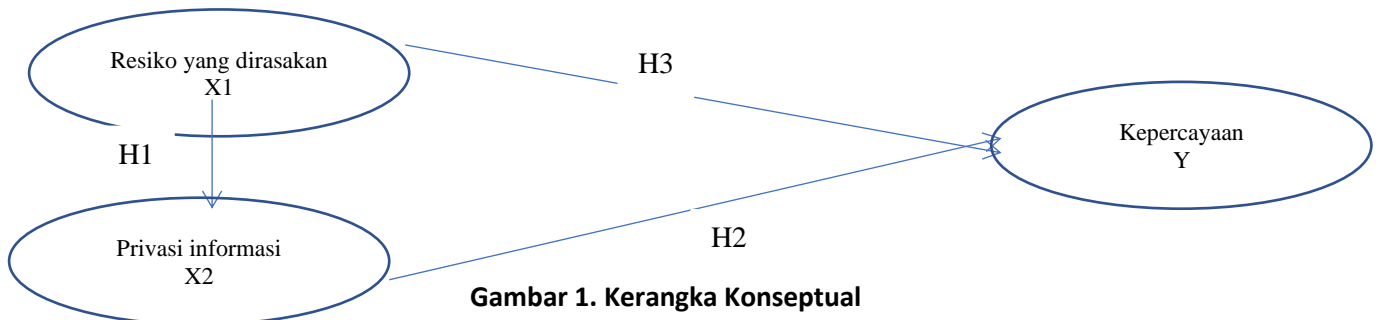 Resiko yang dirasakan
X1
H3
Kepercayaan
Y
H1
Privasi informasi
X2
H2
Gambar 1. Kerangka Konseptual